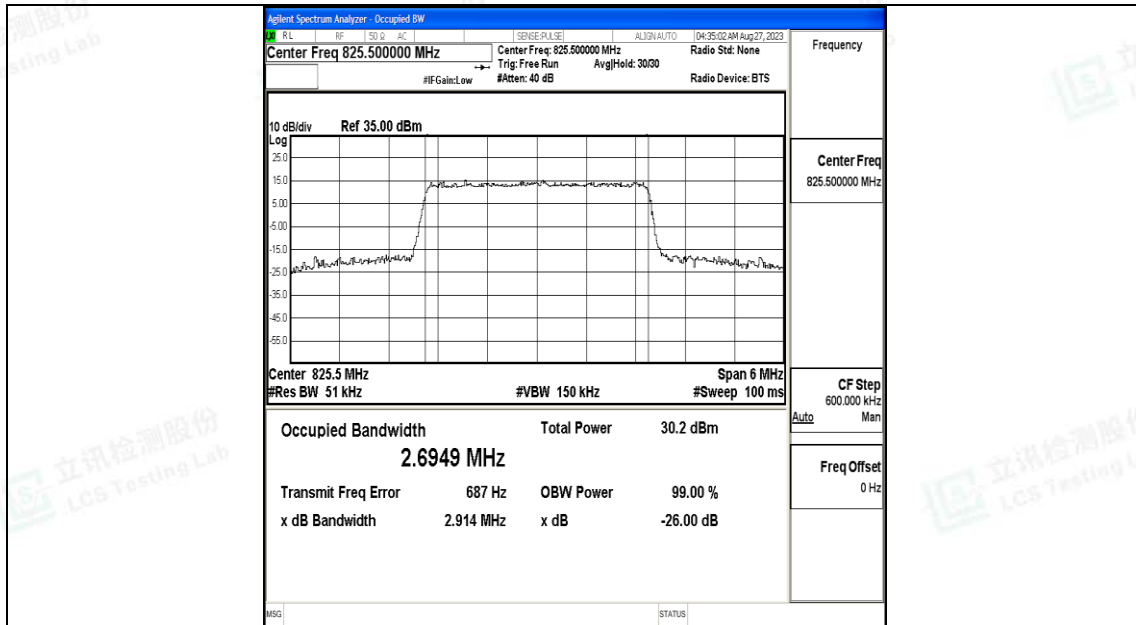 Agilent Spectrum Analyzer - Occupied BW
RL RF 50 Ω AC SENSE:PULSE ALIGN AUTO 04:35:02 AM Aug 27, 2023
Center Freq 825.500000 MHz
Center Freq: 825.500000 MHz
Radio Std: None
Trig: Free Run Avg|Hold: 30/30
#IFGain:Low
#Atten: 40 dB
Radio Device: BTS
10 dB/div Ref 35.00 dBm
Log
25.0
15.0
5.00
-5.00
-15.0
-25.0
-35.0
-45.0
-55.0
Center 825.5 MHz
Span 6 MHz
#Res BW 51 kHz
#VBW 150 kHz
#Sweep 100 ms
Occupied Bandwidth
Total Power 30.2 dBm
2.6949 MHz
Transmit Freq Error 687 Hz OBW Power 99.00 %
x dB Bandwidth 2.914 MHz x dB -26.00 dB
MSG STATUS
Frequency
Center Freq
825.500000 MHz
CF Step
600.000 kHz
Auto Man
Freq Offset
0 Hz
立讯检测股份
LCS Testing Lab
立讯检测股份
LCS Testing L